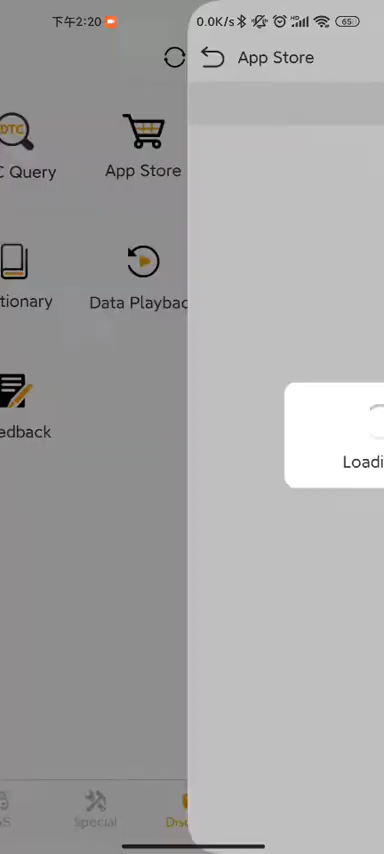 下午2:20
0.0K/s
65
App Store
DTC
C Query
App Store
tionary
Data Playbac
edback
Loadi
Special
Disc